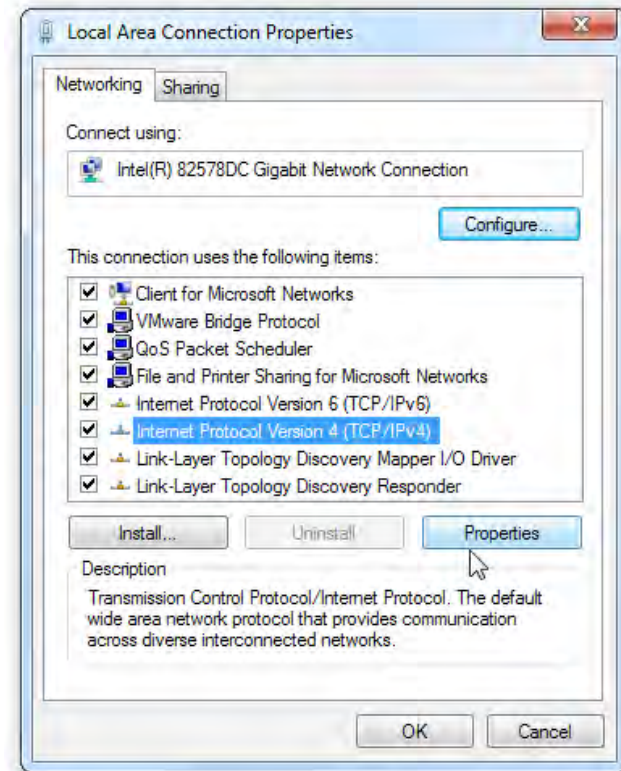 Local Area Connection Properties
Networking
Sharing
Connect using:
Intel(R) 82578DC Gigabit Network Connection
Configure...
This connection uses the following items:
Client for Microsoft Networks
VMware Bridge Protocol
QoS Packet Scheduler
File and Printer Sharing for Microsoft Networks
Internet Protocol Version 6 (TCP/IPv6)
Internet Protocol Version 4 (TCP/IPv4)
Link-Layer Topology Discovery Mapper I/O Driver
Link-Layer Topology Discovery Responder
Install...
Uninstall
Properties
Description
Transmission Control Protocol/Internet Protocol. The default
wide area network protocol that provides communication
across diverse interconnected networks.
OK
Cancel